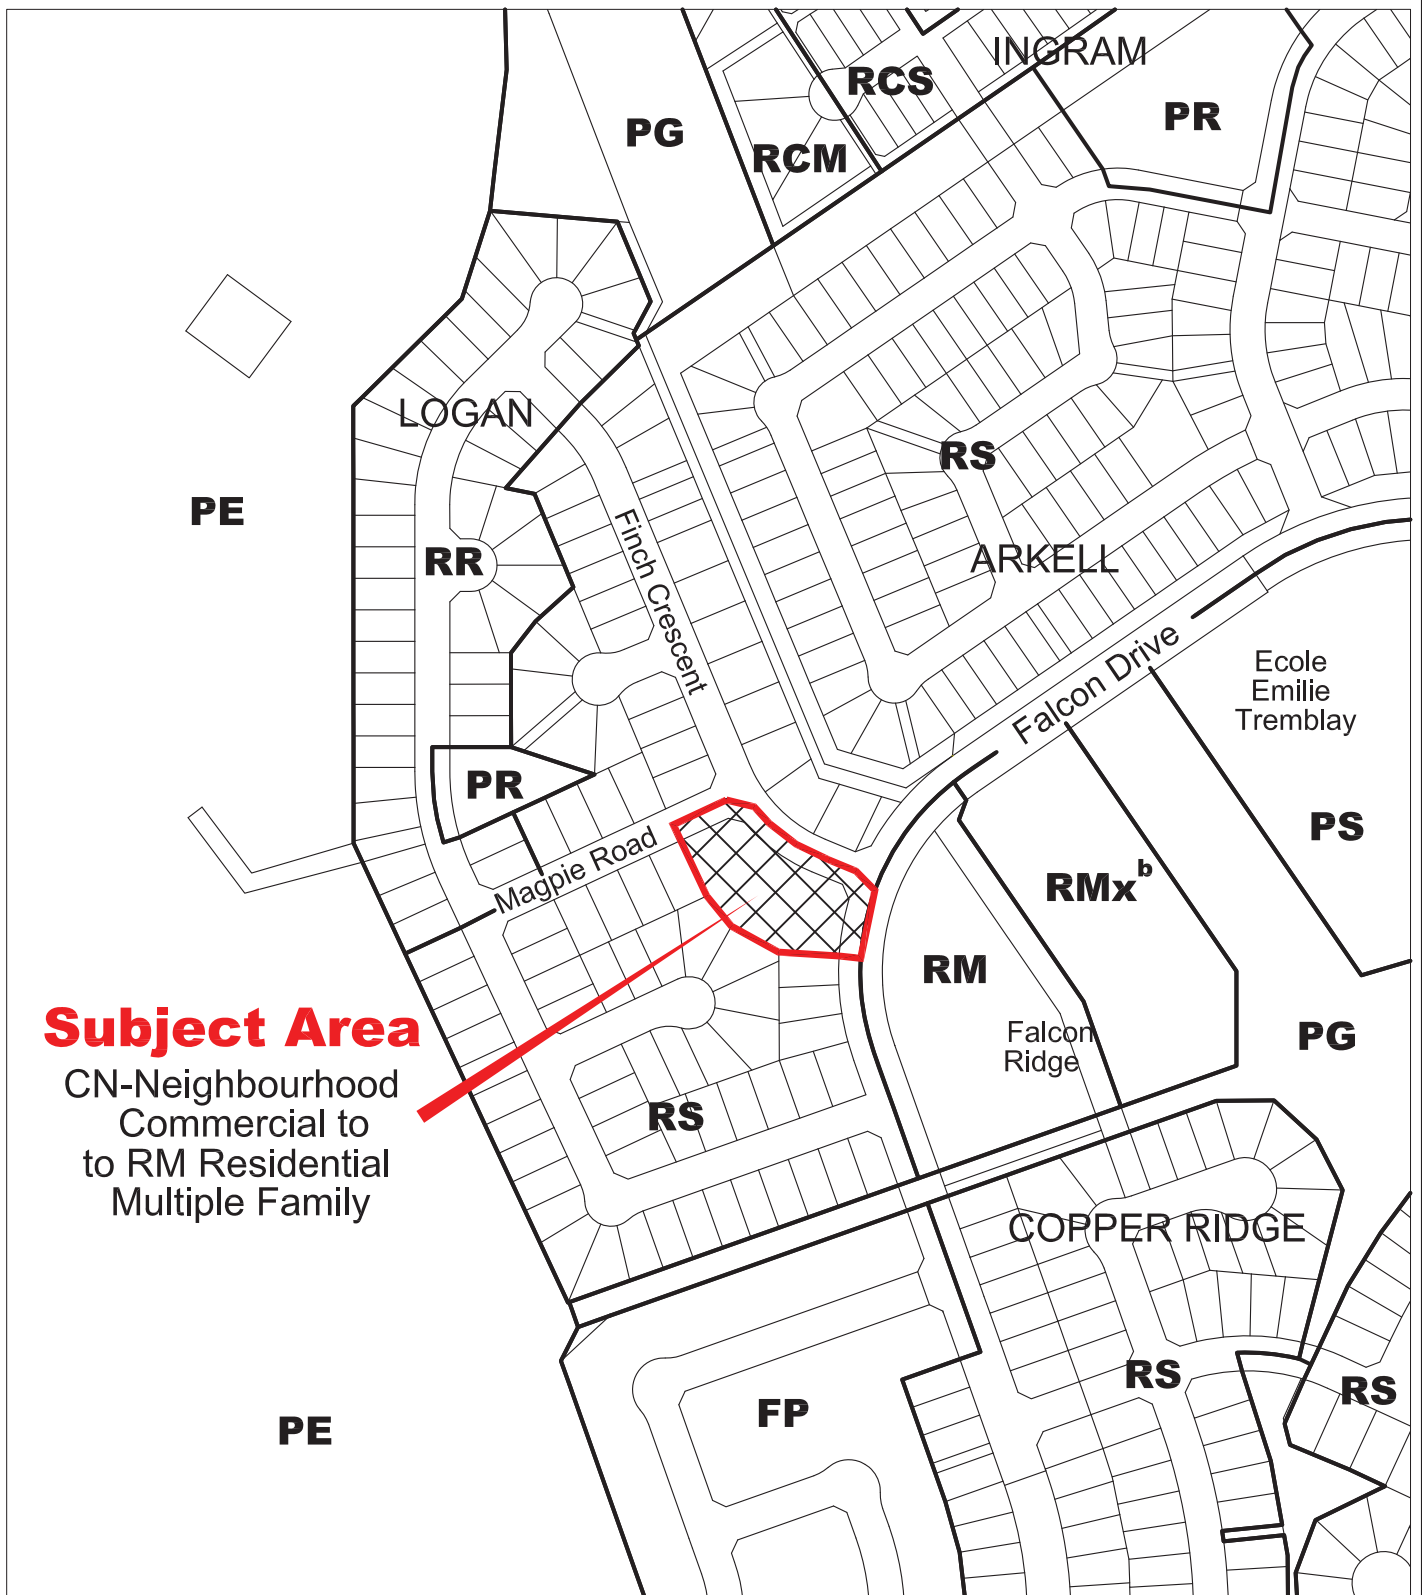 INGRAM
RCS
PR
PG
RCM
LOGAN
RS
PE
Finch Crescent
RR
ARKELL
Falcon Drive
Ecole
Emilie
Tremblay
PR
PS
Magpie Road
RMx b
RM
Subject Area
Falcon
Ridge
PG
CN-Neighbourhood
Commercial to
to RM Residential
Multiple Family
RS
COPPER RIDGE
RS
RS
FP
PE